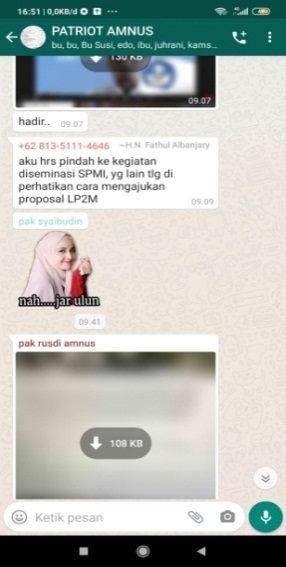 16:51 | 0,0KB/d
PATRIOT AMNUS
bu, bu, Bu Susi, edo, ibu, juhrani, kams...
130 KB
09.07
hadir.. 09.07
+62 813-5111-4646 ~H.N. Fathul Albanjary
aku hrs pindah ke kegiatan
diseminasi SPMI, yg lain tlg di
perhatikan cara mengajukan
proposal LP2M
09.09
pak syaibudin
nah.....jar ulun
09.41
pak rusdi amnus
108 KB
Ketik pesan